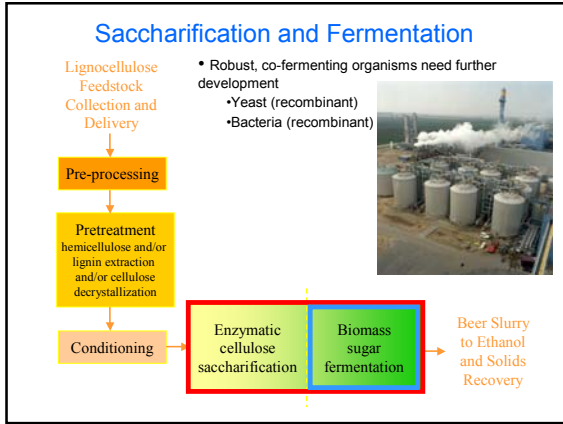 Saccharification and Fermentation
Lignocellulose
Feedstock
Collection and
Delivery
• Robust, co-fermenting organisms need further
development
•Yeast (recombinant)
•Bacteria (recombinant)
Pre-processing
Pretreatment
hemicellulose and/or
lignin extraction
and/or cellulose
decrystallization
Conditioning
Enzymatic
cellulose
saccharification
Biomass
sugar
fermentation
Beer Slurry
to Ethanol
and Solids
Recovery